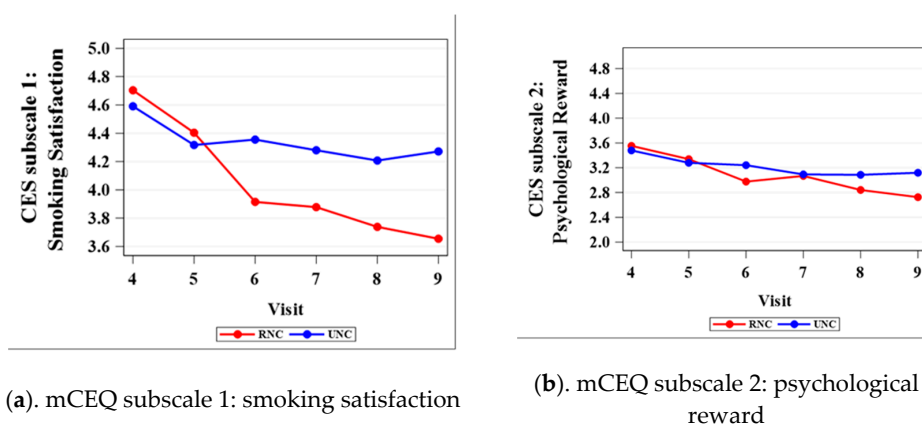 CES subscale 1:
Smoking Satisfaction
5.0
4.8
4.6
4.4
4.2
4.0
3.8
3.6
4 5 6 7 8 9
Visit
RNC UNC
(a). mCEQ subscale 1: smoking satisfaction
CES subscale 2:
Psychological Reward
4.8
4.4
4.0
3.6
3.2
2.8
2.4
2.0
4 5 6 7 8 9
Visit
RNC UNC
(b). mCEQ subscale 2: psychological
reward